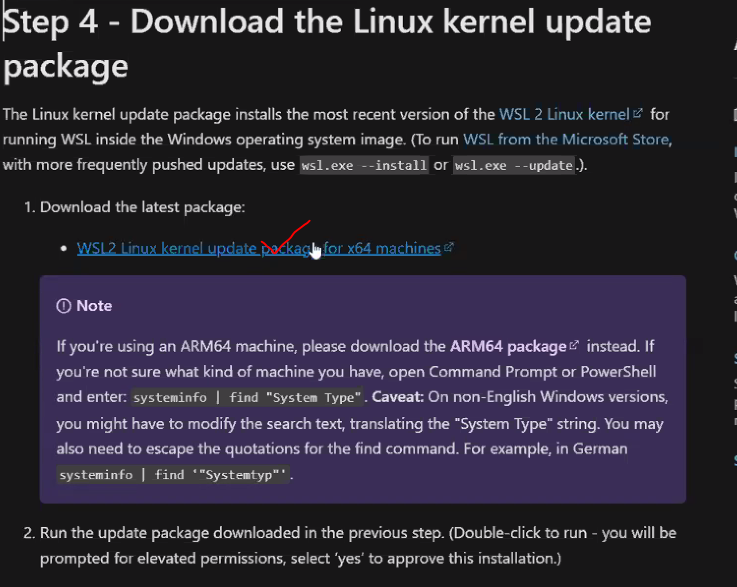 Step 4 - Download the Linux kernel update
package
The Linux kernel update package installs the most recent version of the WSL 2 Linux kernel for
running WSL inside the Windows operating system image. (To run WSL from the Microsoft Store,
with more frequently pushed updates, use wsl.exe --install or wsl.exe --update.).
1. Download the latest package:
• WSL2 Linux kernel update package for x64 machines
Note
If you're using an ARM64 machine, please download the ARM64 package instead. If
you're not sure what kind of machine you have, open Command Prompt or PowerShell
and enter: systeminfo | find "System Type". Caveat: On non-English Windows versions,
you might have to modify the search text, translating the "System Type" string. You may
also need to escape the quotations for the find command. For example, in German
systeminfo | find '"Systemtyp"'.
2. Run the update package downloaded in the previous step. (Double-click to run - you will be
prompted for elevated permissions, select 'yes' to approve this installation.)